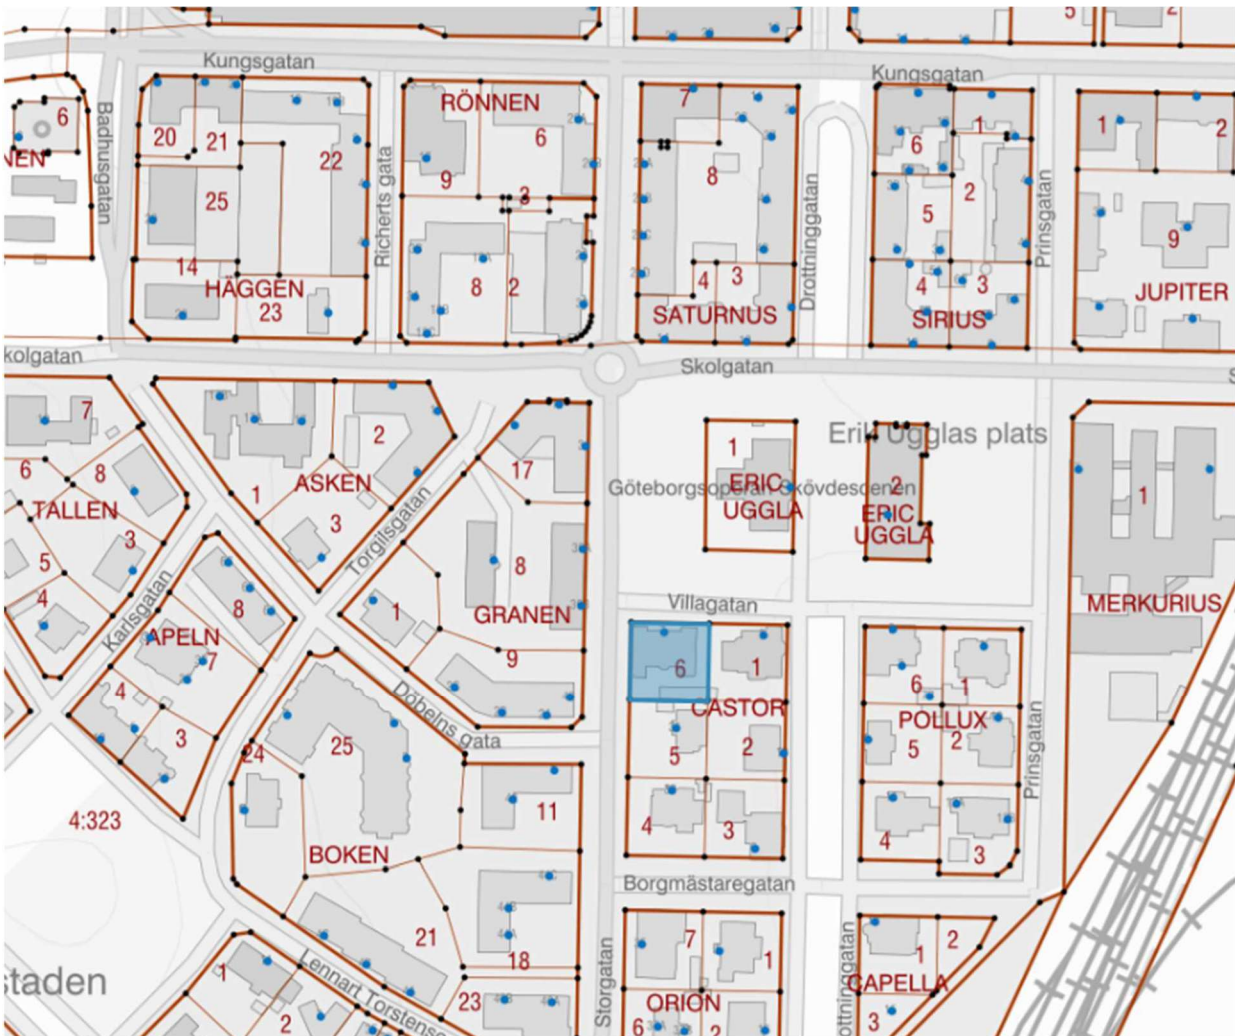 5
2
Kungsgatan
Kungsgatan
RÖNNEN
7
6
20
21
22
9
6
3
8
1
6
2
5
1
2
NEN
Badhusgatan
Richerts gata
Drottninggatan
Prinsgatan
25
14
HÄGGEN
23
8
2
4
3
SATURNUS
4
3
SIRIUS
9
JUPITER
kolgatan
Skolgatan
S
7
6
8
TALLEN
5
3
4
1
ASKEN
2
3
Torgilsgatan
17
8
1
GRANEN
9
1
ERIC
UGGLA
Erik Ugglas plats
Göteborgsoperan Skövdescenen
2
ERIC
UGGLA
1
MERKURIUS
Karlsgatan
APELN
8
7
4
3
Villagatan
6
1
CASTOR
5
2
4
3
6
1
POLLUX
5
2
4
3
Prinsgatan
Döbelns gata
24
25
BOKEN
11
4:323
21
18
23
Borgmästaregatan
Storgatan
7
1
ORION
6
2
ottninggatan
1
2
CAPELLA
3
staden
1
2
Lennart Torstense